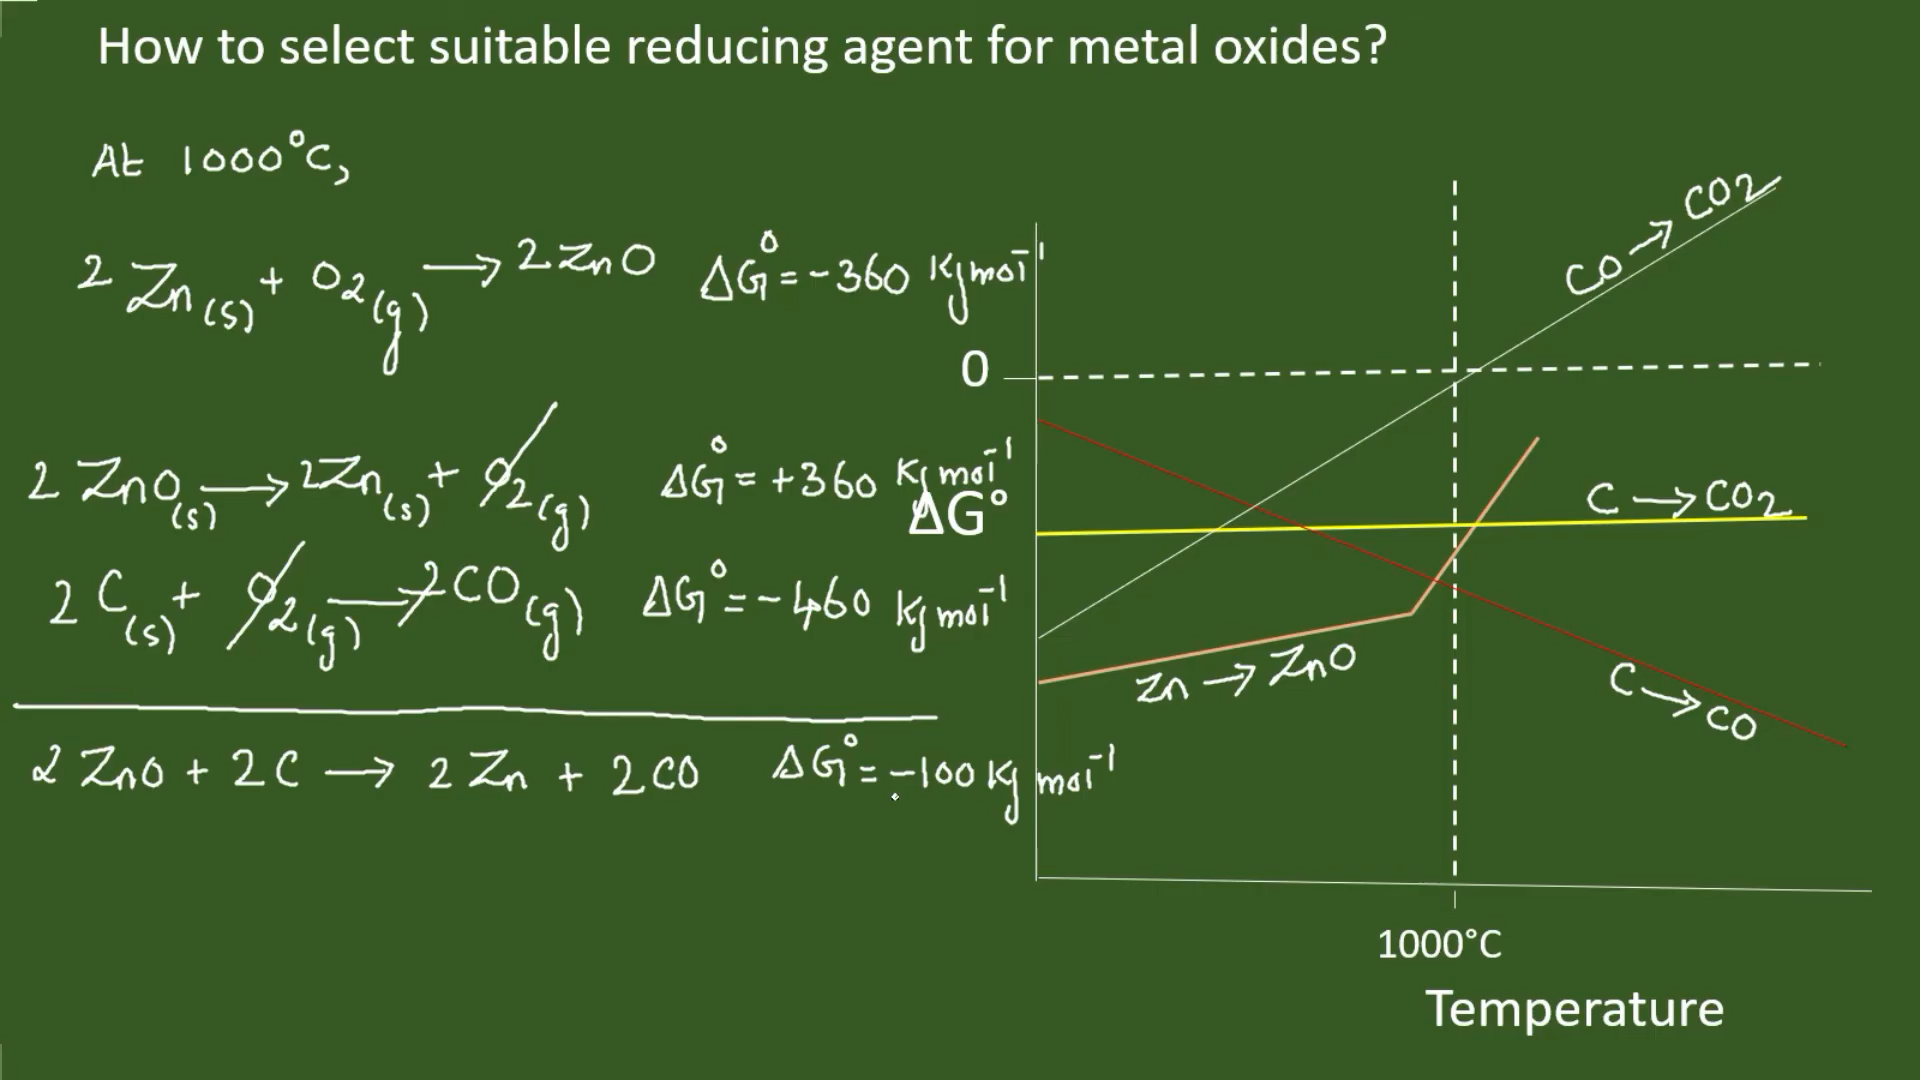 How to select suitable reducing agent for metal oxides?
At 1000°C,
2 Zn(s) + O2(g) → 2 ZnO ΔG° = -360 Kj mol⁻¹
2 ZnO(s) → 2Zn(s) + O2(g) ΔG° = +360 Kj mol⁻¹
2 C(s) + O2(g) → 2CO(g) ΔG° = -460 Kj mol⁻¹
2 ZnO + 2C → 2 Zn + 2CO ΔG° = -100 Kj mol⁻¹
CO → CO2
0
ΔG°
C → CO2
Zn → ZnO
C → CO
1000°C
Temperature